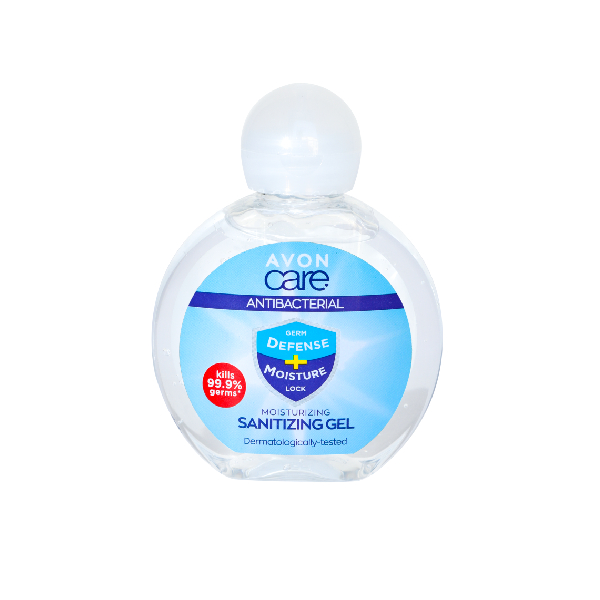 AVON
care
ANTIBACTERIAL
GERM
DEFENSE
+
MOISTURE
LOCK
kills
99.9%
germs*
MOISTURIZING
SANITIZING GEL
Dermatologically-tested